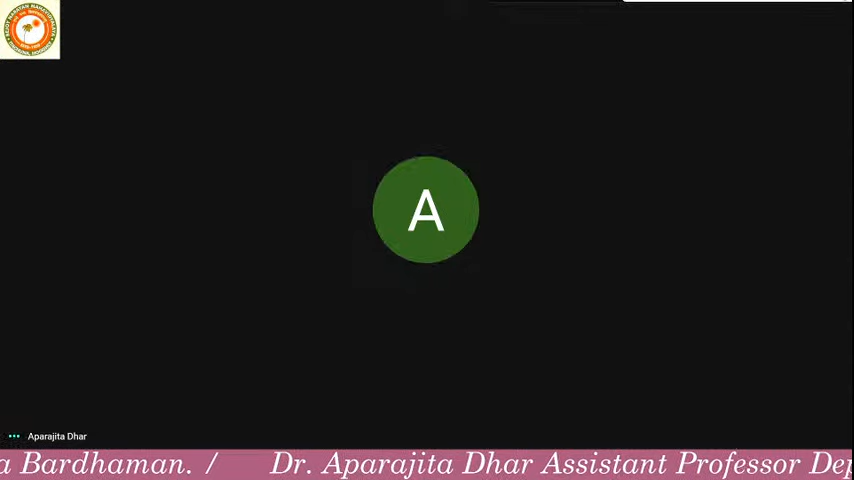 A
Aparajita Dhar
a Bardhaman. / Dr. Aparajita Dhar Assistant Professor Dep